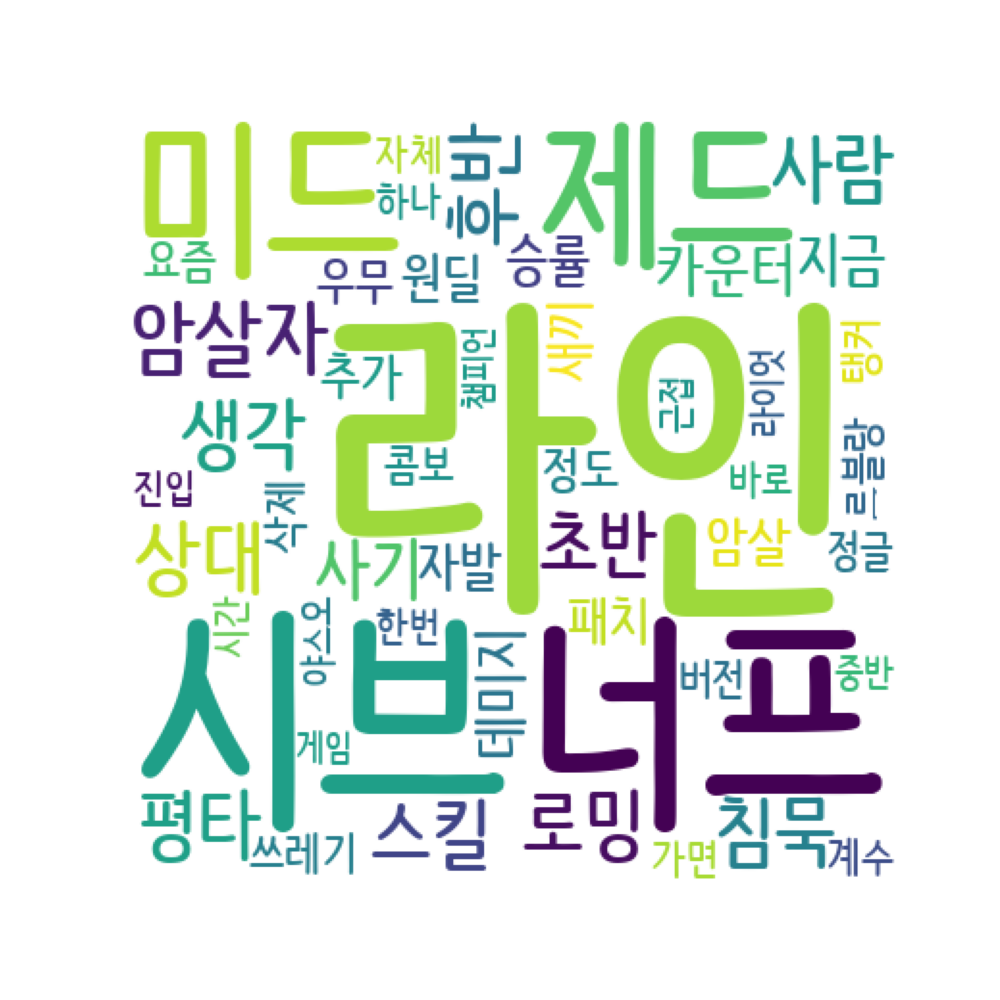 미드
자체
하나
후반
제드
사람
요즘
우무
원딜
승률
카운터
지금
암살자
추가
라인
챔피언
새끼
근접
라이엇
탱커
생각
콤보
정도
바로
르블랑
진입
삭제
상대
사기
자발
초반
암살
정글
시간
야스오
한번
패치
시브
게임
데미지
너프
버전
중반
평타
쓰레기
스킬
로밍
가면
침묵
계수